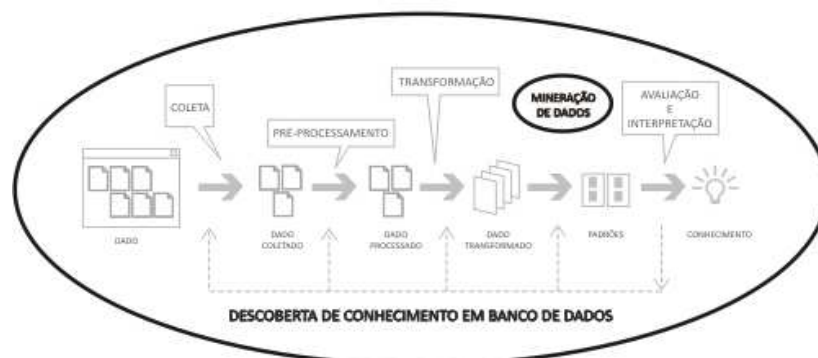 TRANSFORMAÇÃO
MINERAÇÃO
DE DADOS
AVALIAÇÃO
E
INTERPRETAÇÃO
COLETA
PRÉ-PROCESSAMENTO
DADO
DADO
COLETADO
DADO
PROCESSADO
DADO
TRANSFORMADO
PADRÕES
CONHECIMENTO
DESCOBERTA DE CONHECIMENTO EM BANCO DE DADOS